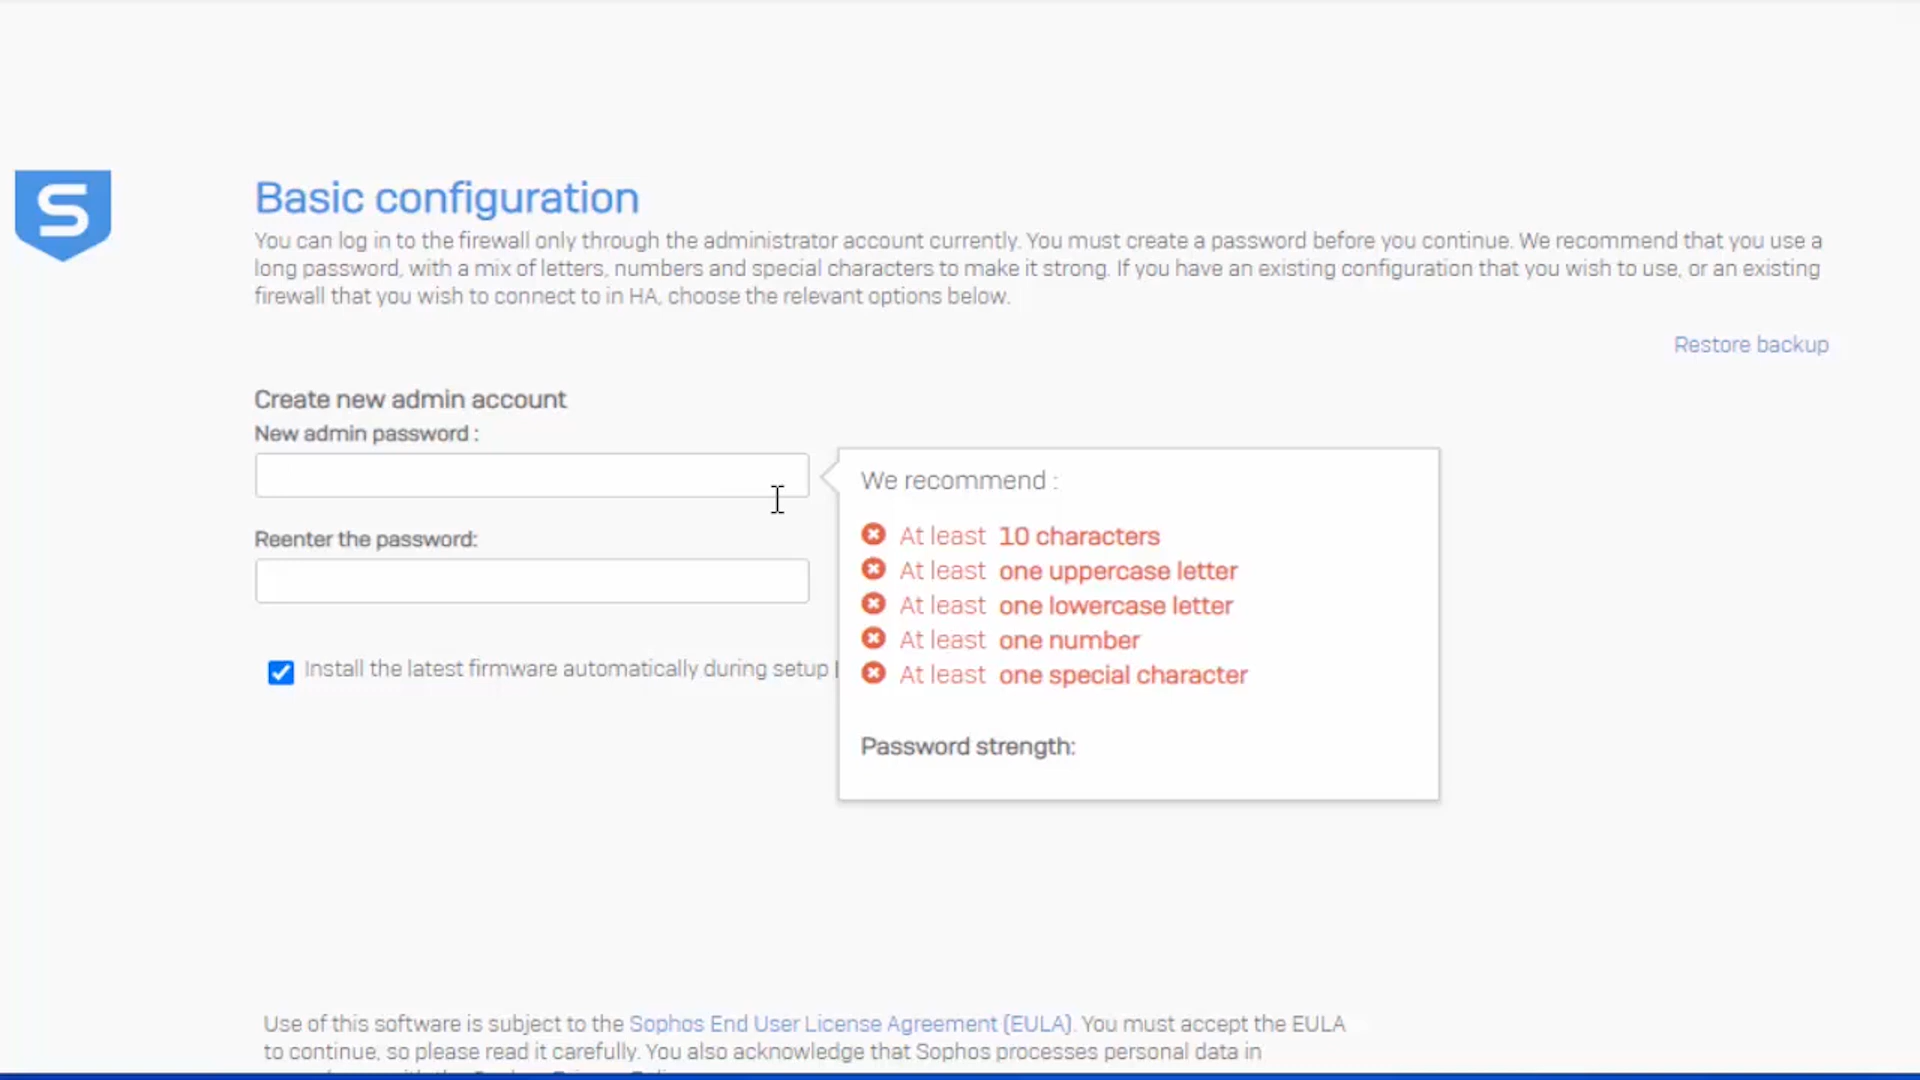 S
Basic configuration
You can log in to the firewall only through the administrator account currently. You must create a password before you continue. We recommend that you use a
long password, with a mix of letters, numbers and special characters to make it strong. If you have an existing configuration that you wish to use, or an existing
firewall that you wish to connect to in HA, choose the relevant options below.
Restore backup
Create new admin account
New admin password :
Reenter the password:
Install the latest firmware automatically during setup
We recommend :
At least 10 characters
At least one uppercase letter
At least one lowercase letter
At least one number
At least one special character
Password strength:
Use of this software is subject to the Sophos End User License Agreement (EULA). You must accept the EULA
to continue, so please read it carefully. You also acknowledge that Sophos processes personal data in